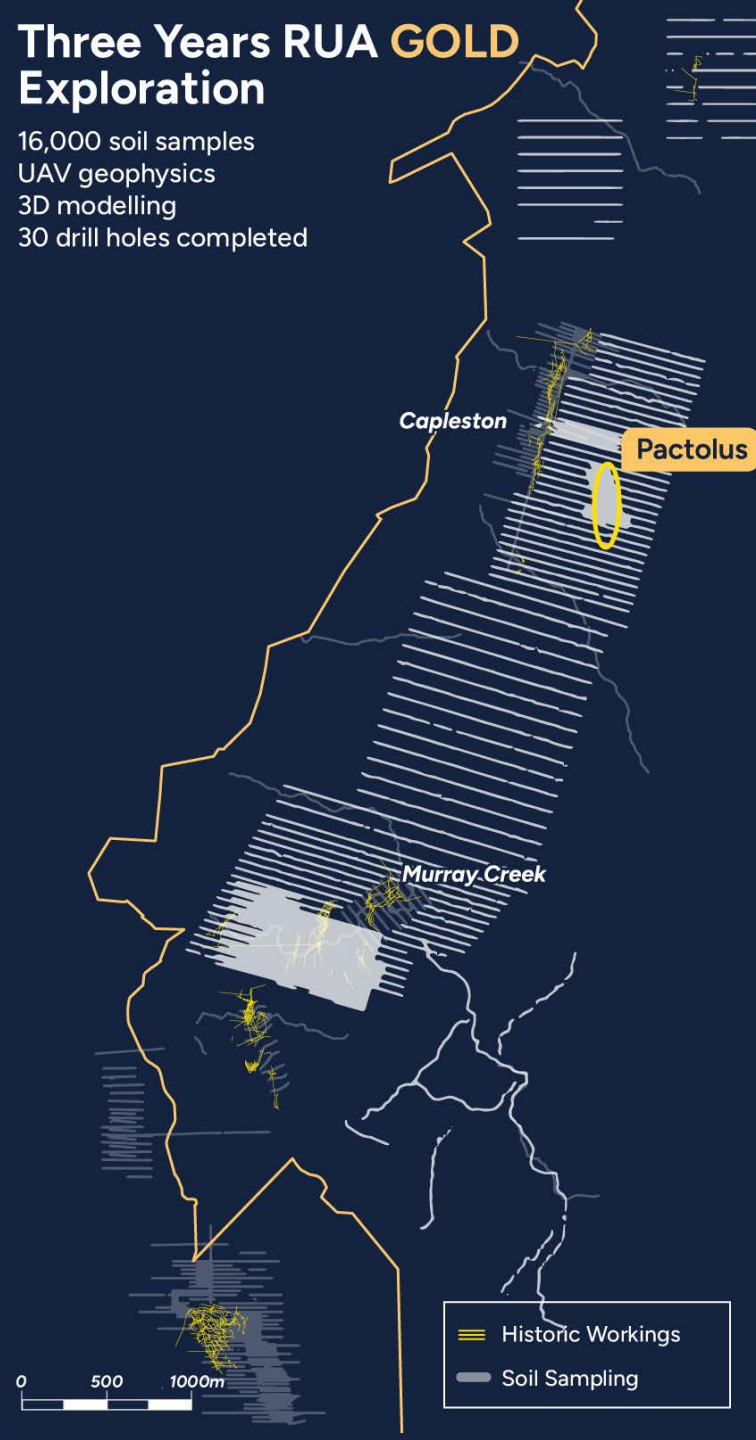 Three Years RUA GOLD
Exploration
16,000 soil samples
UAV geophysics
3D modelling
30 drill holes completed
Capleston
Pactolus
Murray Creek
Historic Workings
Soil Sampling
0 500 1000m